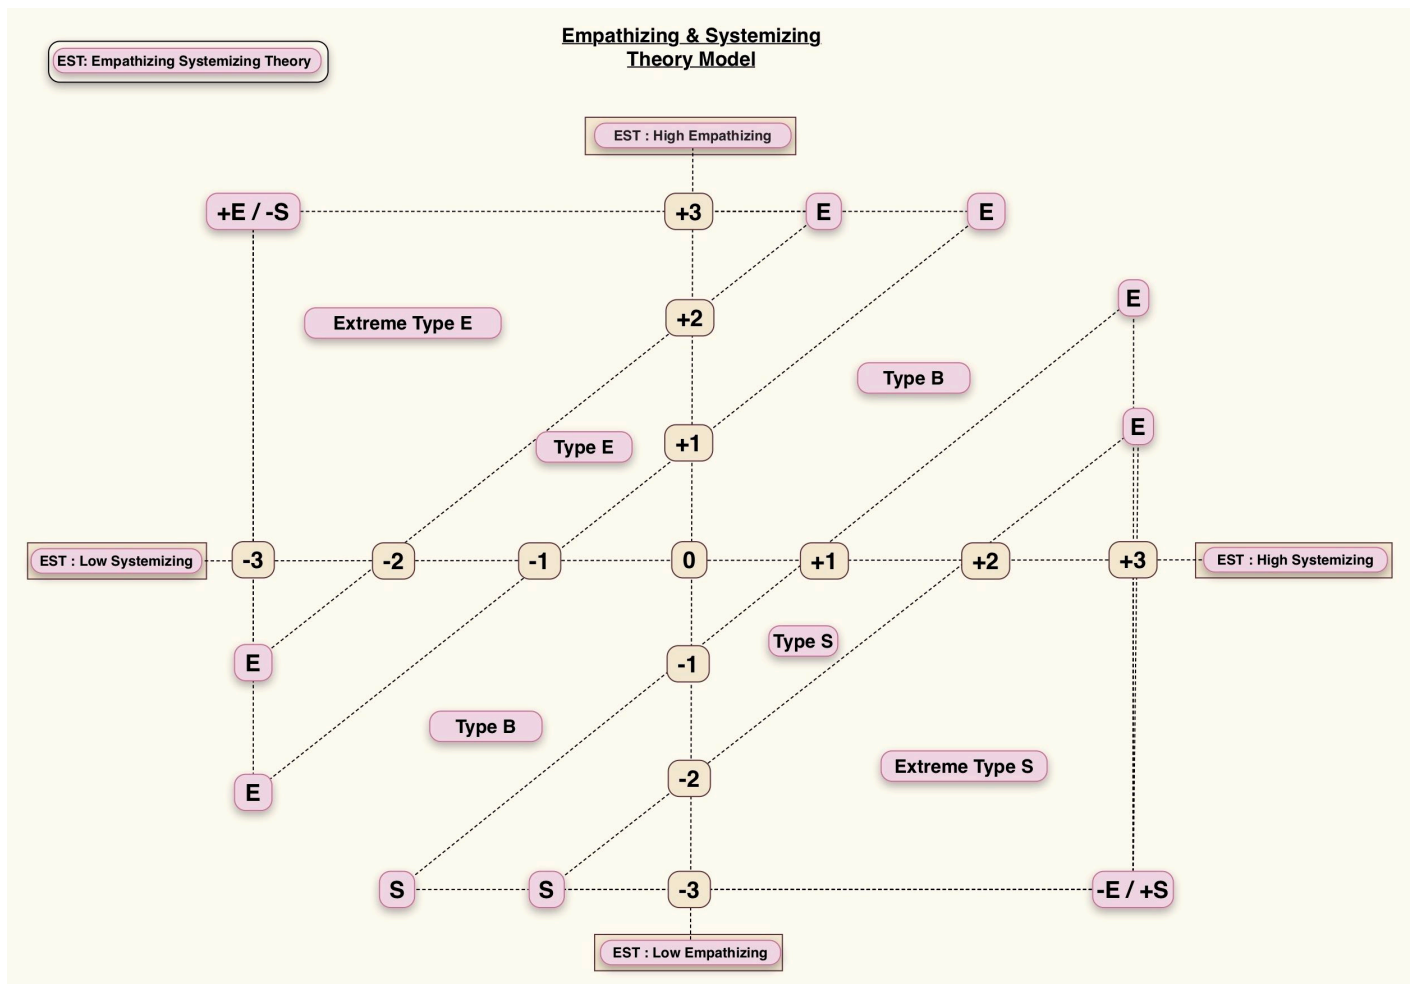 Empathizing & Systemizing
Theory Model
EST: Empathizing Systemizing Theory
EST : High Empathizing
+E / -S
+3
E
E
E
+2
Extreme Type E
Type B
E
+1
Type E
EST : Low Systemizing
-3
-2
-1
0
+1
+2
+3
EST : High Systemizing
Type S
E
-1
Type B
Extreme Type S
-2
E
S
S
-3
-E / +S
EST : Low Empathizing